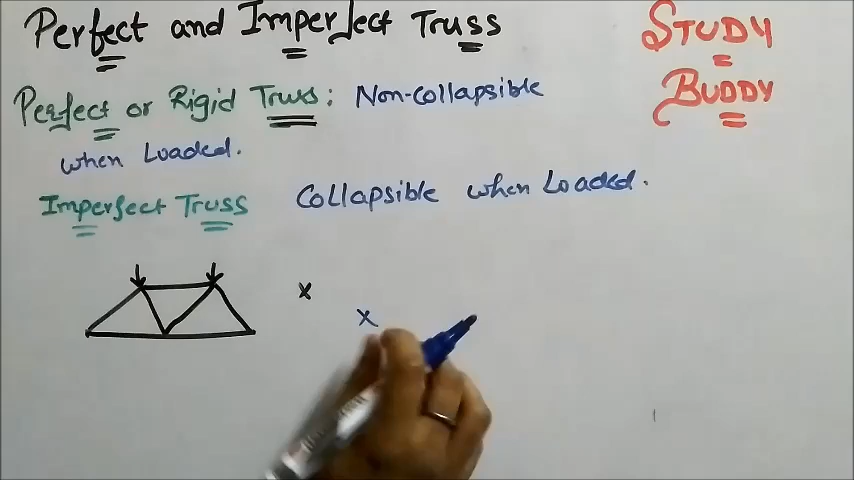 Perfect and Imperfect Truss
STUDY
BUDDY
Perfect or Rigid Truss: Non-collapsible
when Loaded.
Imperfect Truss Collapsible when Loaded.
x
x